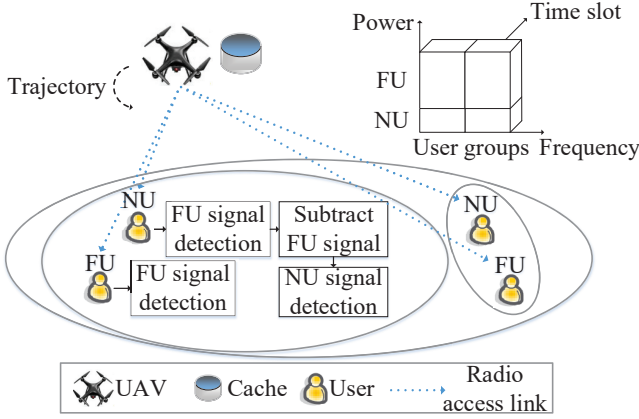 Power
Time slot
Trajectory
FU
NU
User groups Frequency
NU
FU signal
detection
Subtract
FU signal
NU
FU
FU signal
detection
NU signal
detection
FU
UAV
Cache
User
Radio
access link